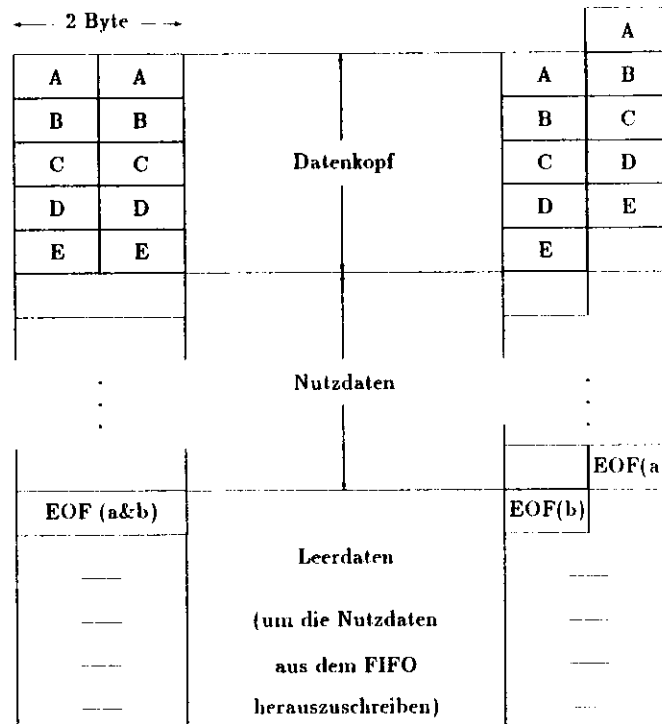 2 Byte
A
A A A B
B B B C
C C Datenkopf C D
D D D E
E E E
Nutzdaten
EOF(a
EOF (a&b) EOF(b)
Leerdaten
(um die Nutzdaten
aus dem FIFO
herauszuschreiben)